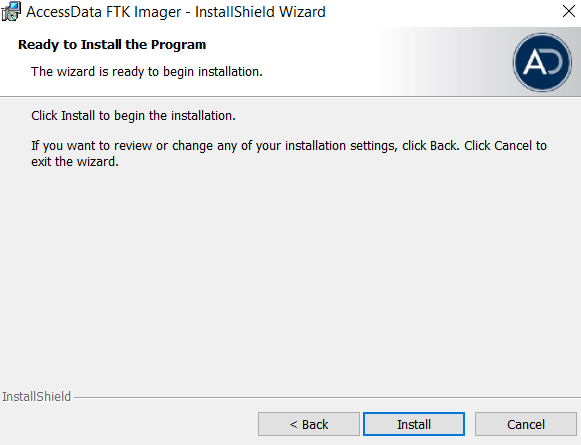 AccessData FTK Imager - InstallShield Wizard
Ready to Install the Program
The wizard is ready to begin installation.
AD
Click Install to begin the installation.
If you want to review or change any of your installation settings, click Back. Click Cancel to
exit the wizard.
InstallShield
< Back
Install
Cancel